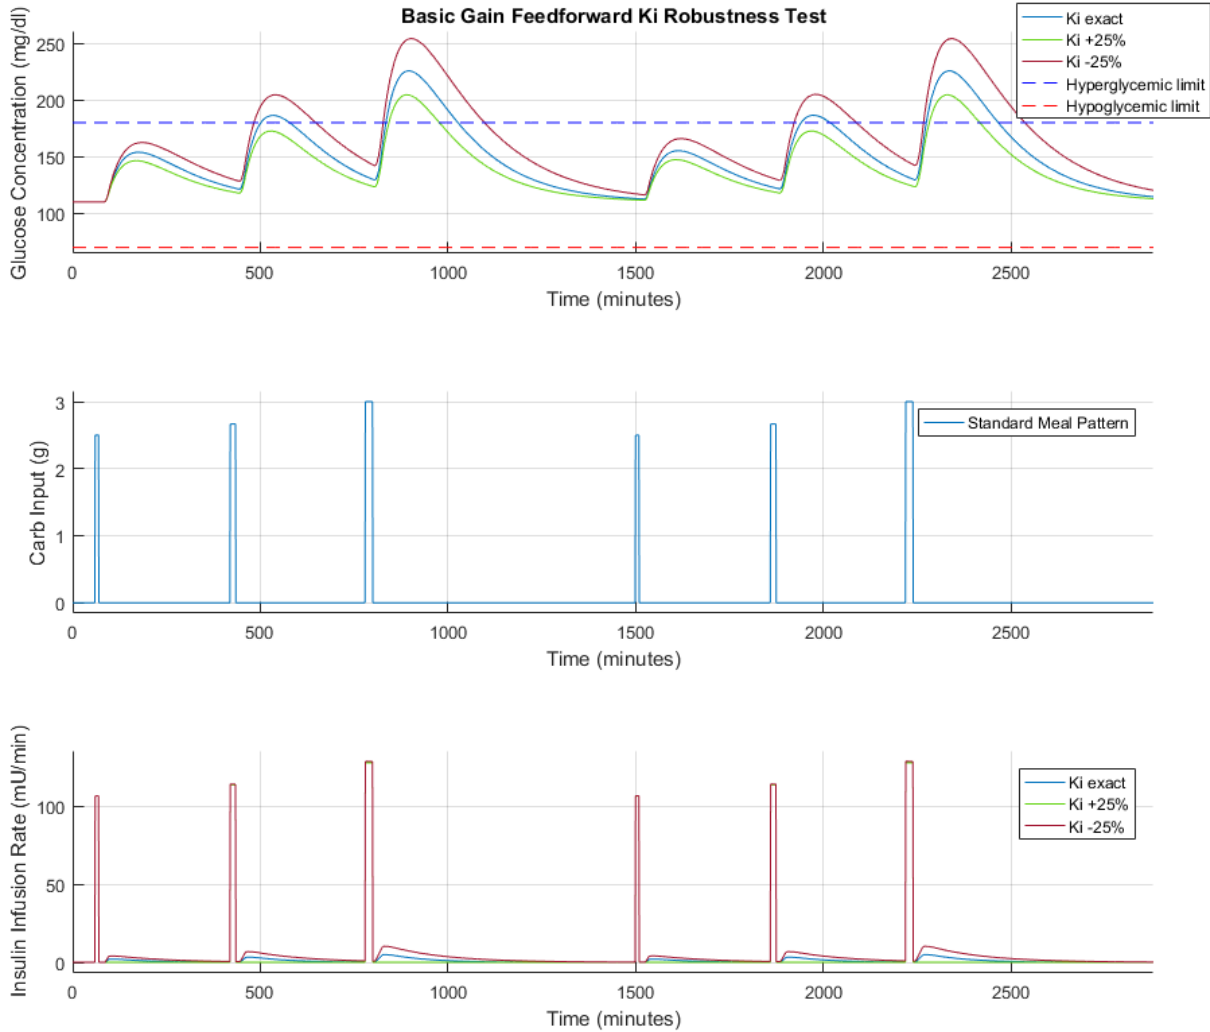 Basic Gain Feedforward Ki Robustness Test
Ki exact
Ki +25%
Ki -25%
Hyperglycemic limit
Hypoglycemic limit
Glucose Concentration (mg/dl)
250
200
150
100
0 500 1000 1500 2000 2500
Time (minutes)
Standard Meal Pattern
Carb Input (g)
3
2
1
0
0 500 1000 1500 2000 2500
Time (minutes)
Ki exact
Ki +25%
Ki -25%
Insulin Infusion Rate (mU/min)
100
50
0
0 500 1000 1500 2000 2500
Time (minutes)